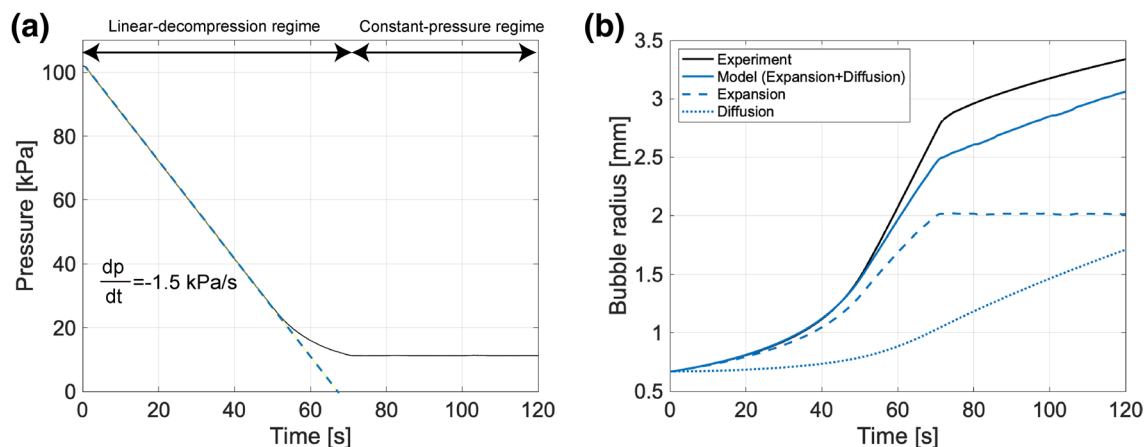 (a)
Linear-decompression regime
Constant-pressure regime
100
80
60
40
20
0
Pressure [kPa]
dp
dt
=-1.5 kPa/s
0
20
40
60
80
100
120
Time [s]
(b)
3.5
3
2.5
2
1.5
1
0.5
Bubble radius [mm]
Experiment
Model (Expansion+Diffusion)
Expansion
Diffusion
0
20
40
60
80
100
120
Time [s]